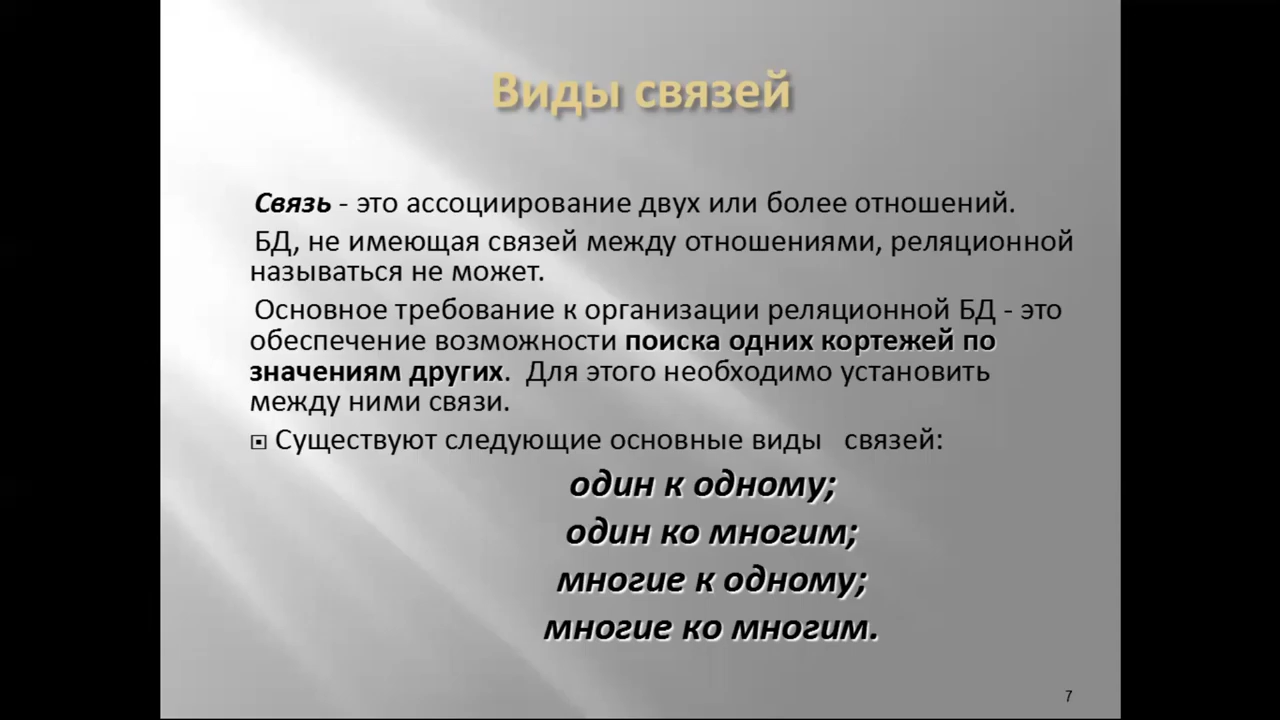 Виды связей
Связь - это ассоциирование двух или более отношений.
БД, не имеющая связей между отношениями, реляционной
называться не может.
Основное требование к организации реляционной БД - это
обеспечение возможности поиска одних кортежей по
значениям других. Для этого необходимо установить
между ними связи.
Существуют следующие основные виды связей:
один к одному;
один ко многим;
многие к одному;
многие ко многим.
7